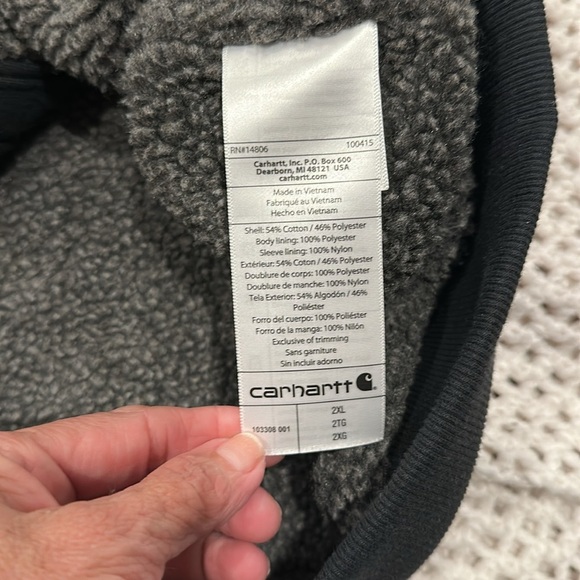 RN#14806 100415
Carhartt, Inc. P.O. Box 600
Dearborn, MI 48121 USA
carhartt.com
Made in Vietnam
Fabriqué au Vietnam
Hecho en Vietnam
Shell: 54% Cotton / 46% Polyester
Body lining: 100% Polyester
Sleeve lining: 100% Nylon
Extérieur: 54% Coton / 46% Polyester
Doublure de corps: 100% Polyester
Doublure de manche: 100% Nylon
Tela Exterior: 54% Algodón / 46%
Poliéster
Forro del cuerpo: 100% Poliéster
Forro de la manga: 100% Nilón
Exclusive of trimming
Sans garniture
Sin incluir adorno
carhartt
103308 001
2XL
2TG
2XG